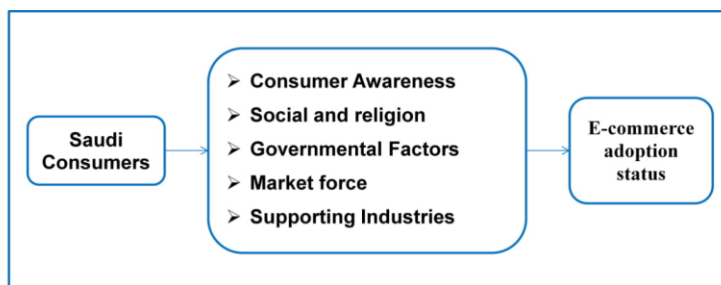 Saudi
Consumers
➢ Consumer Awareness
➢ Social and religion
➢ Governmental Factors
➢ Market force
➢ Supporting Industries
E-commerce
adoption
status